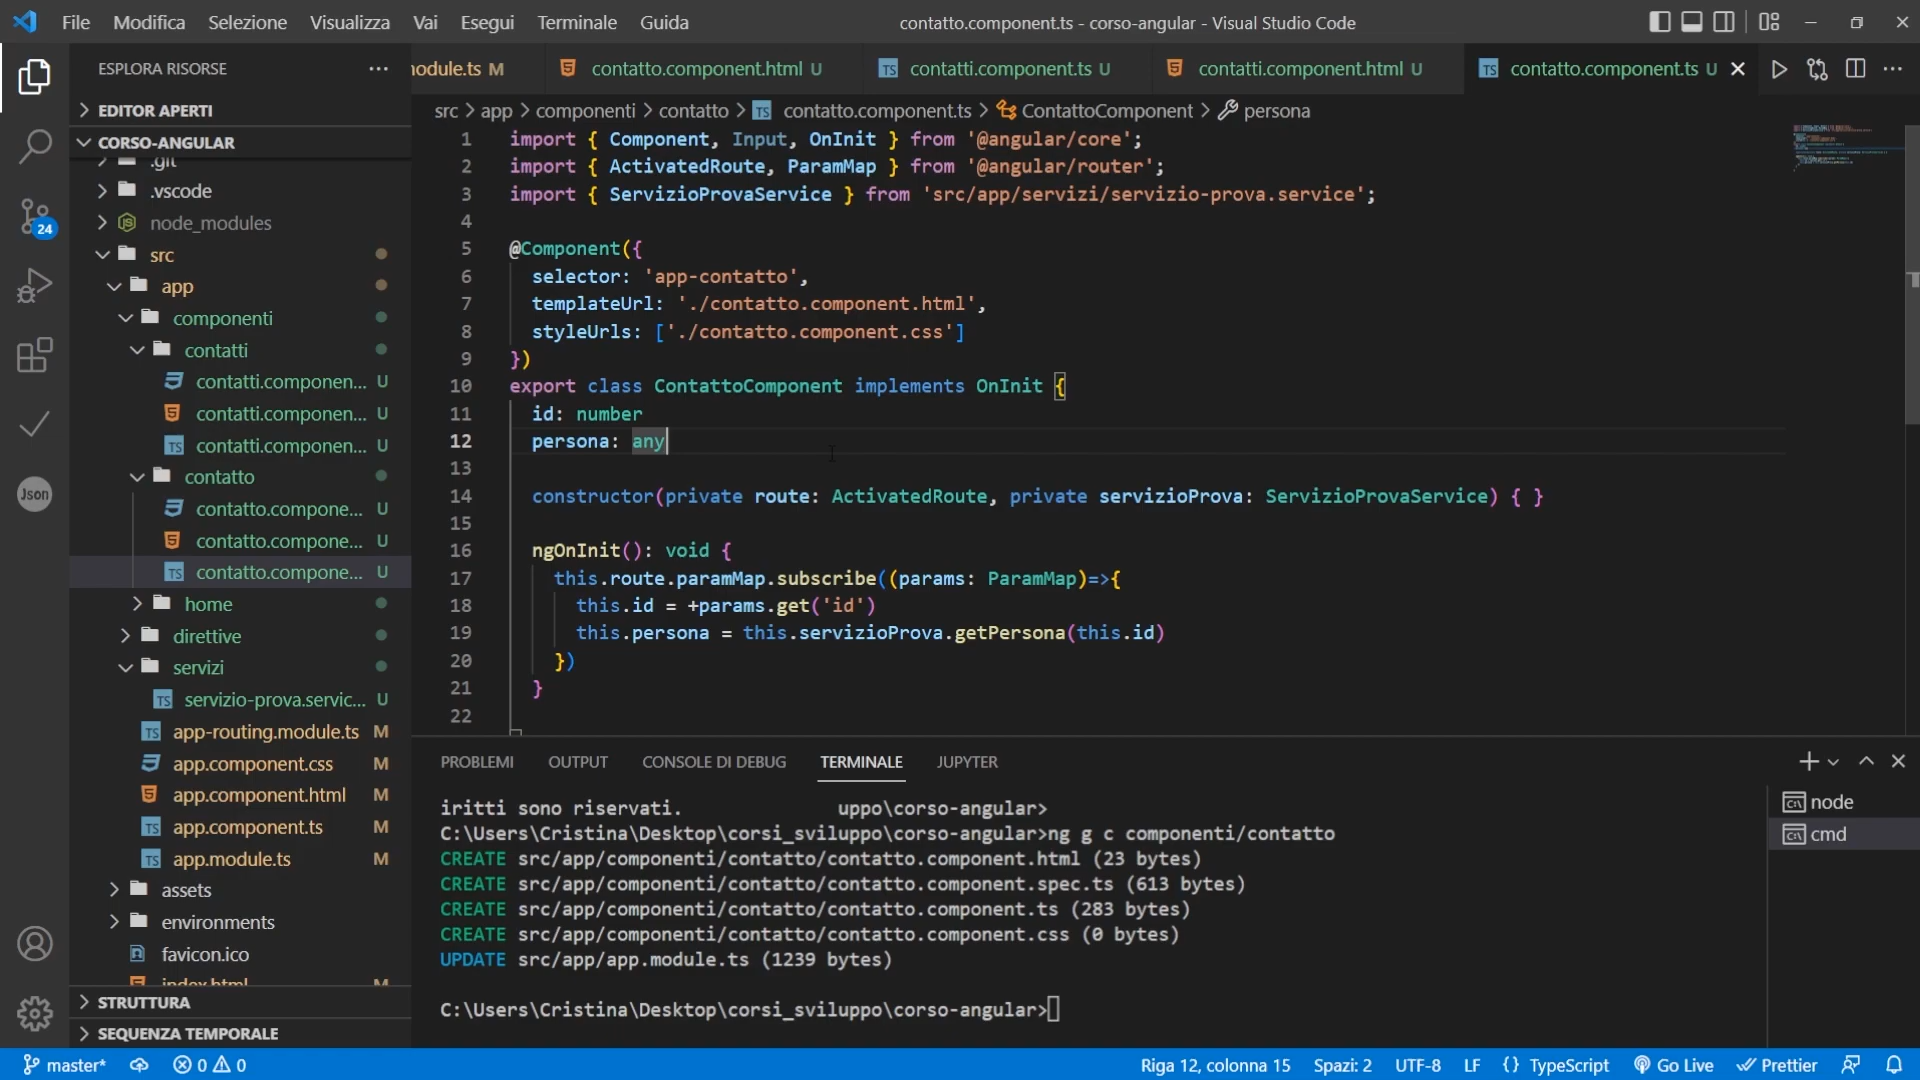 File Modifica Selezione Visualizza Vai Esegui Terminale Guida
contatto.component.ts - corso-angular - Visual Studio Code
ESPLORA RISORSE
odule.ts M
contatto.component.html U
contatti.component.ts U
contatti.component.html U
contatto.component.ts U
EDITOR APERTI
CORSO-ANGULAR
.git
.vscode
node_modules
src
app
componenti
contatti
contatti.componen... U
contatti.componen... U
contatti.componen... U
contatto
contatto.compone... U
contatto.compone... U
contatto.compone... U
home
direttive
servizi
servizio-prova.servic... U
app-routing.module.ts M
app.component.css M
app.component.html M
app.component.ts M
app.module.ts M
assets
environments
favicon.ico
index.html M
STRUTTURA
SEQUENZA TEMPORALE
24
Json
src > app > componenti > contatto > TS contatto.component.ts > ContattoComponent > persona
1 import { Component, Input, OnInit } from '@angular/core';
2 import { ActivatedRoute, ParamMap } from '@angular/router';
3 import { ServizioProvaService } from 'src/app/servizi/servizio-prova.service';
4
5 @Component({
6 selector: 'app-contatto',
7 templateUrl: './contatto.component.html',
8 styleUrls: ['./contatto.component.css']
9 })
10 export class ContattoComponent implements OnInit {
11 id: number
12 persona: any
13
14 constructor(private route: ActivatedRoute, private servizioProva: ServizioProvaService) { }
15
16 ngOnInit(): void {
17 this.route.paramMap.subscribe((params: ParamMap)=>{
18 this.id = +params.get('id')
19 this.persona = this.servizioProva.getPersona(this.id)
20 })
21 }
22
PROBLEMI OUTPUT CONSOLE DI DEBUG TERMINALE JUPYTER
iritti sono riservati. uppo\corso-angular>
C:\Users\Cristina\Desktop\corsi_sviluppo\corso-angular>ng g c componenti/contatto
CREATE src/app/componenti/contatto/contatto.component.html (23 bytes)
CREATE src/app/componenti/contatto/contatto.component.spec.ts (613 bytes)
CREATE src/app/componenti/contatto/contatto.component.ts (283 bytes)
CREATE src/app/componenti/contatto/contatto.component.css (0 bytes)
UPDATE src/app/app.module.ts (1239 bytes)
C:\Users\Cristina\Desktop\corsi_sviluppo\corso-angular>
node
cmd
master* 0 0 Riga 12, colonna 15 Spazi: 2 UTF-8 LF {} TypeScript Go Live Prettier